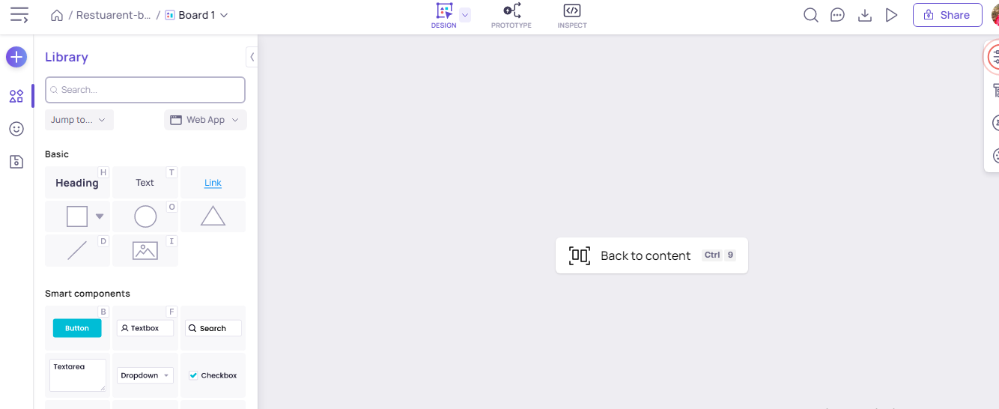 / Restuarent-b... / Board 1
DESIGN
PROTOTYPE
INSPECT
Share
Library
Search...
Jump to...
Web App
Basic
Heading H
Text T
Link
O
D
I
Back to content Ctrl 9
Smart components
Button B
Textbox F
Search
Textarea
Dropdown
Checkbox